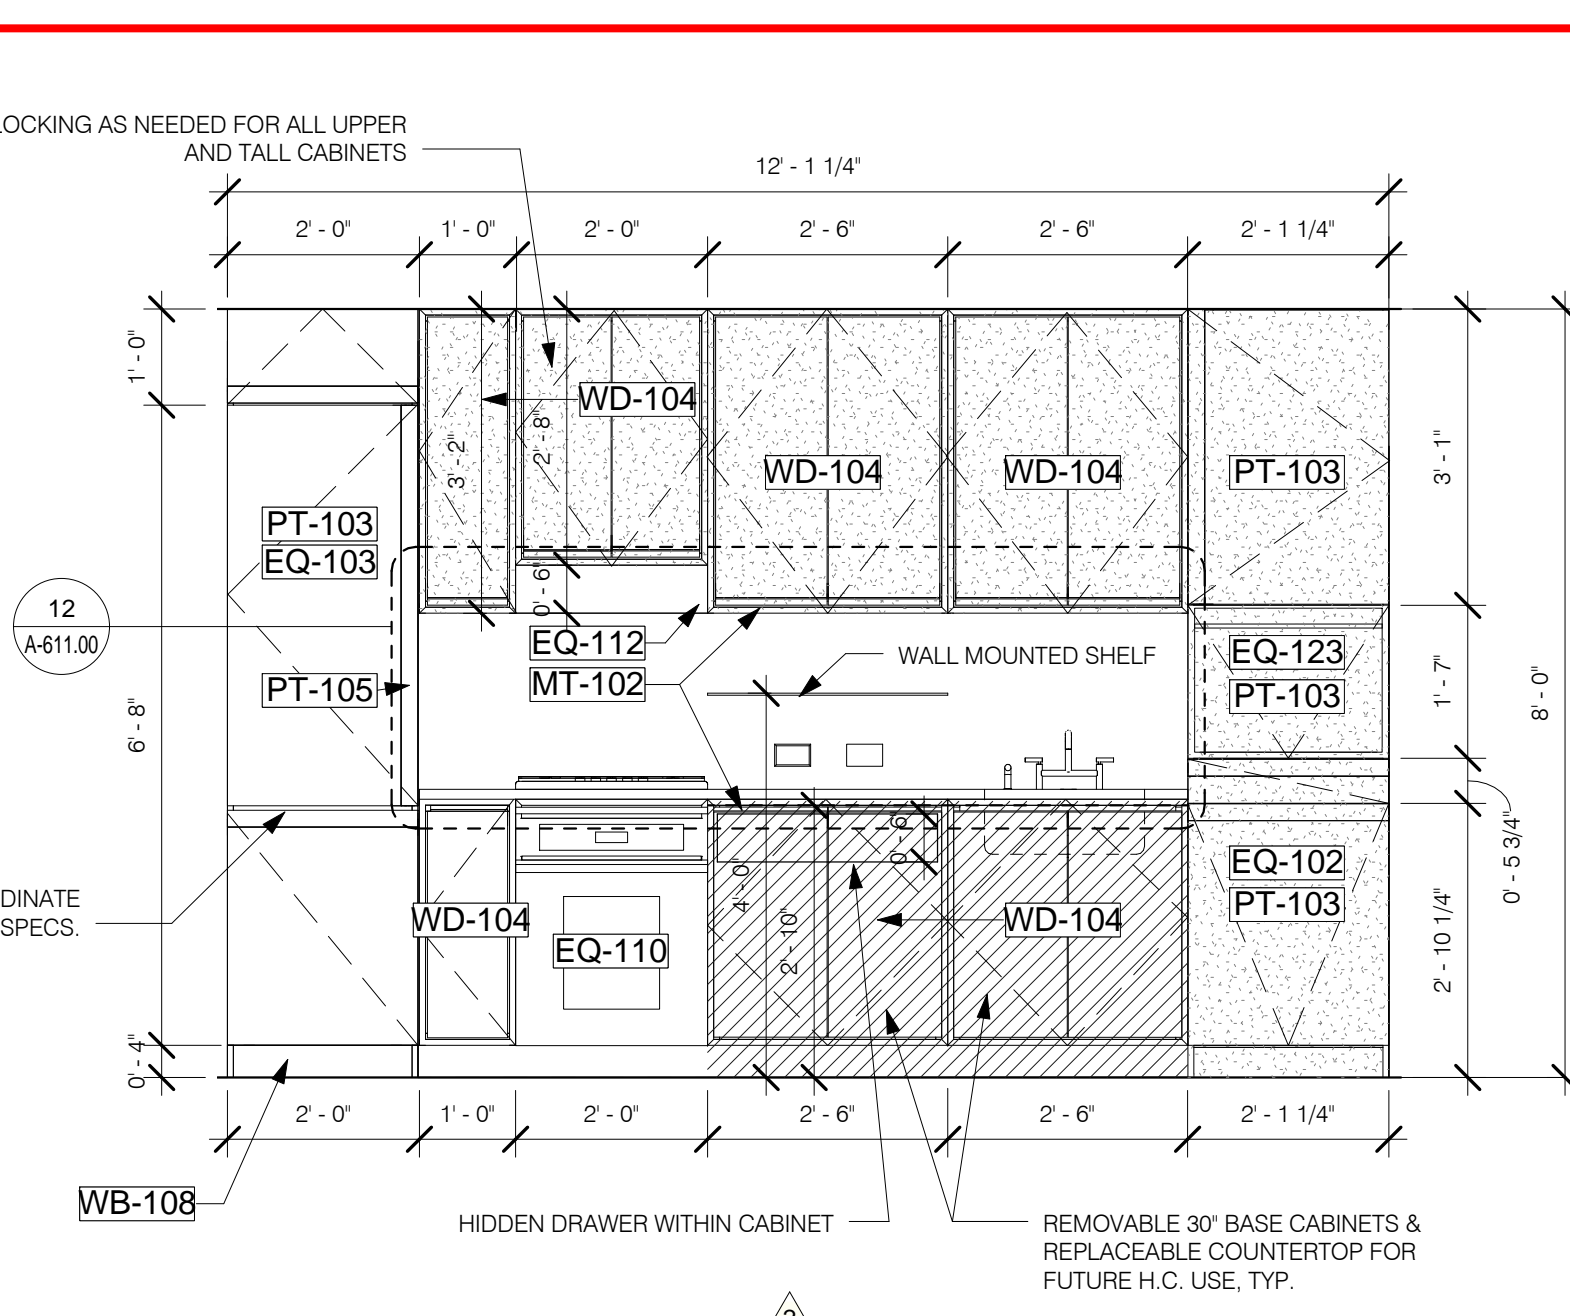 LOCKING AS NEEDED FOR ALL UPPER
AND TALL CABINETS
12' - 1 1/4"
2' - 0"
1' - 0"
2' - 0"
2' - 6"
2' - 6"
2' - 1 1/4"
1' - 0"
6' - 8"
0' - 4"
3' - 2"
2' - 8"
0' - 6"
WD-104
WD-104
WD-104
PT-103
3' - 1"
PT-103
EQ-103
12
A-611.00
PT-105
EQ-112
MT-102
WALL MOUNTED SHELF
EQ-123
PT-103
1' - 7"
8' - 0"
0' - 5 3/4"
2' - 10 1/4"
DINATE
SPECS.
WD-104
EQ-110
4' - 0"
2' - 10"
0' - 6"
WD-104
EQ-102
PT-103
2' - 0"
1' - 0"
2' - 0"
2' - 6"
2' - 6"
2' - 1 1/4"
WB-108
HIDDEN DRAWER WITHIN CABINET
REMOVABLE 30" BASE CABINETS &
REPLACEABLE COUNTERTOP FOR
FUTURE H.C. USE, TYP.